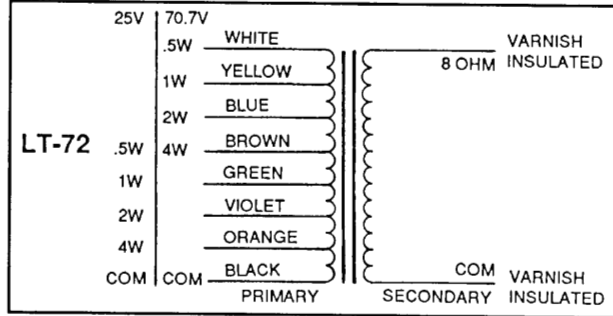 25V 70.7V
.5W WHITE
VARNISH
8 OHM INSULATED
1W YELLOW
2W BLUE
LT-72 .5W 4W BROWN
1W GREEN
2W VIOLET
4W ORANGE
COM COM BLACK
COM VARNISH
PRIMARY SECONDARY INSULATED